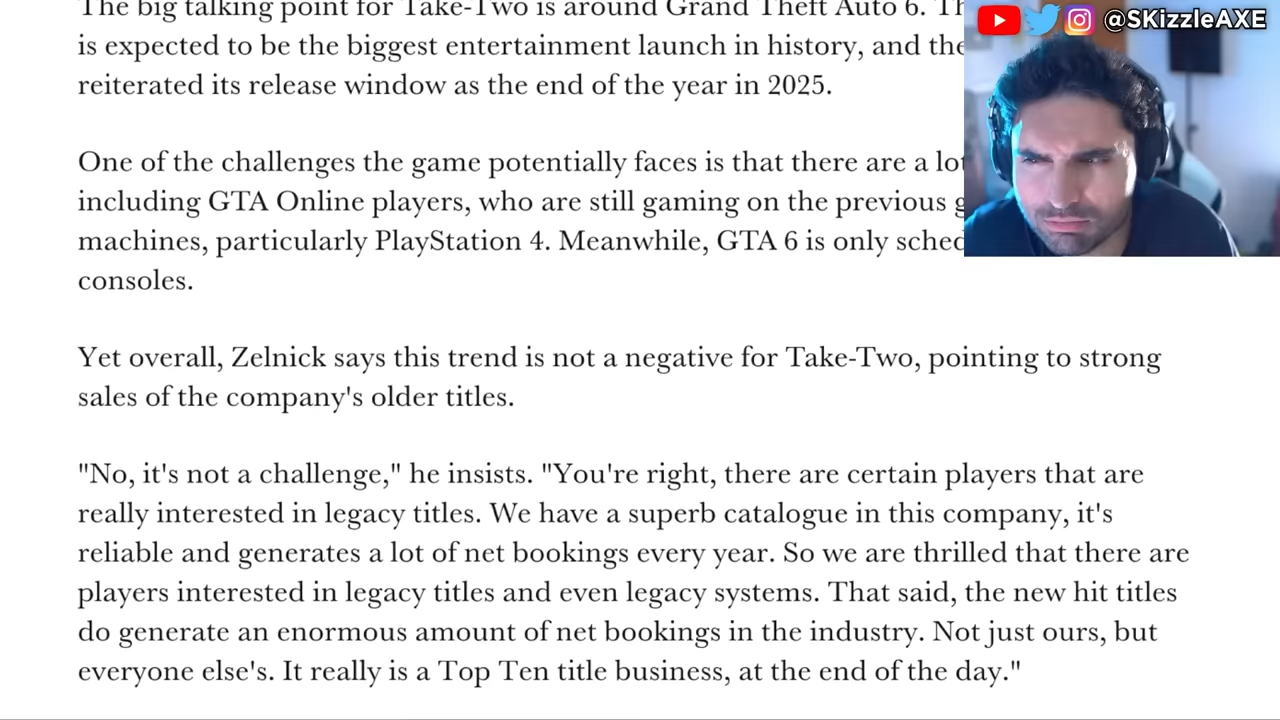 The big talking point for Take-Two is around Grand Theft Auto 6.
@SKizzleAXE
is expected to be the biggest entertainment launch in history, and the
reiterated its release window as the end of the year in 2025.
One of the challenges the game potentially faces is that there are a lot
including GTA Online players, who are still gaming on the previous
machines, particularly PlayStation 4. Meanwhile, GTA 6 is only
consoles.
Yet overall, Zelnick says this trend is not a negative for Take-Two, pointing to strong
sales of the company's older titles.
"No, it's not a challenge," he insists. "You're right, there are certain players that are
really interested in legacy titles. We have a superb catalogue in this company, it's
reliable and generates a lot of net bookings every year. So we are thrilled that there are
players interested in legacy titles and even legacy systems. That said, the new hit titles
do generate an enormous amount of net bookings in the industry. Not just ours, but
everyone else's. It really is a Top Ten title business, at the end of the day."